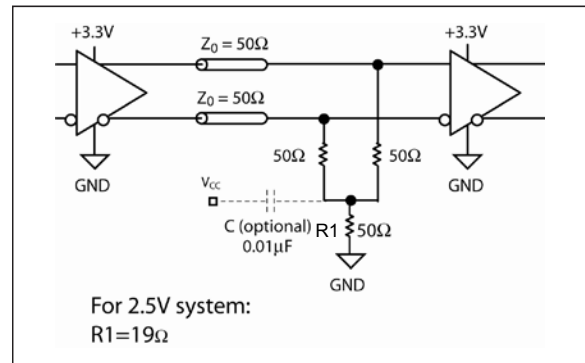 +3.3V
Z₀ = 50Ω
+3.3V
Z₀ = 50Ω
50Ω
50Ω
GND
GND
V_CC
C (optional)
0.01µF
R1
50Ω
GND
For 2.5V system:
R1=19Ω